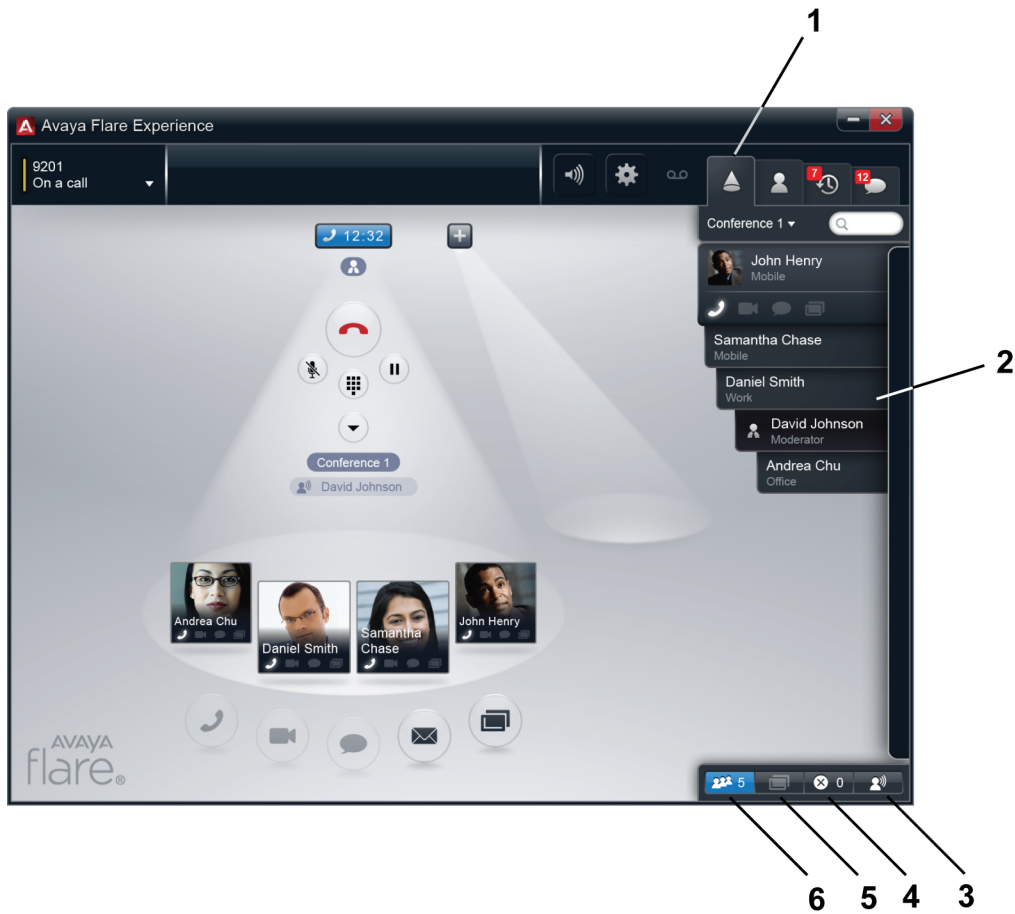 1
Avaya Flare Experience
9201
On a call
7
12
Conference 1
12:32
John Henry
Mobile
Samantha Chase
Mobile
Daniel Smith
Work
2
David Johnson
Moderator
Andrea Chu
Office
Conference 1
David Johnson
Andrea Chu
Daniel Smith
Samantha
Chase
John Henry
AVAYA
flare®
5
0
6
5
4
3